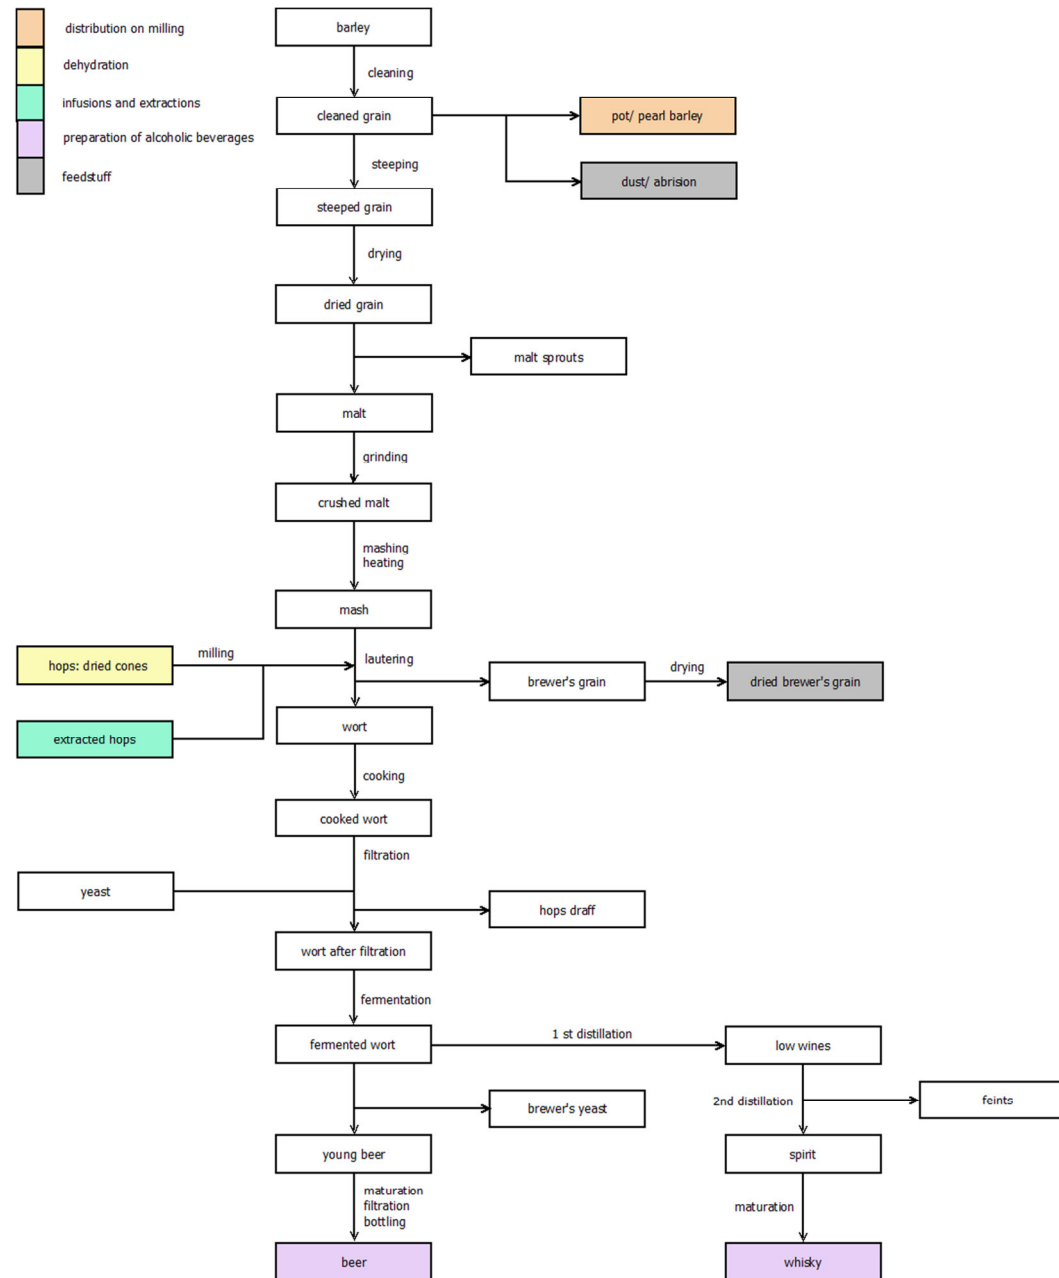 distribution on milling
dehydration
infusions and extractions
preparation of alcoholic beverages
feedstuff
barley
cleaning
cleaned grain
pot/ pearl barley
steeping
dust/ abrision
steeped grain
drying
dried grain
malt sprouts
malt
grinding
crushed malt
mashing
heating
mash
hops: dried cones
milling
lautering
brewer's grain
drying
dried brewer's grain
extracted hops
wort
cooking
cooked wort
filtration
yeast
hops draff
wort after filtration
fermentation
fermented wort
1 st distillation
low wines
brewer's yeast
2nd distillation
feints
young beer
spirit
maturation
filtration
bottling
maturation
beer
whisky